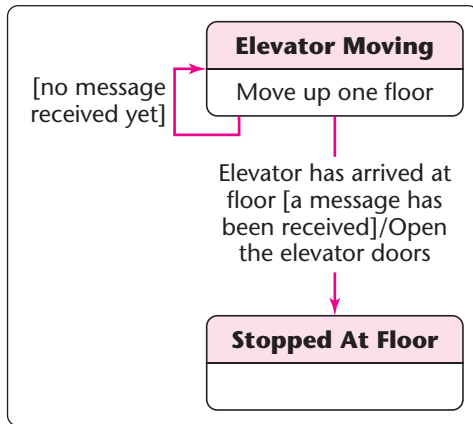 Elevator Moving
Move up one floor
[no message
received yet]
Elevator has arrived at
floor [a message has
been received]/Open
the elevator doors
Stopped At Floor